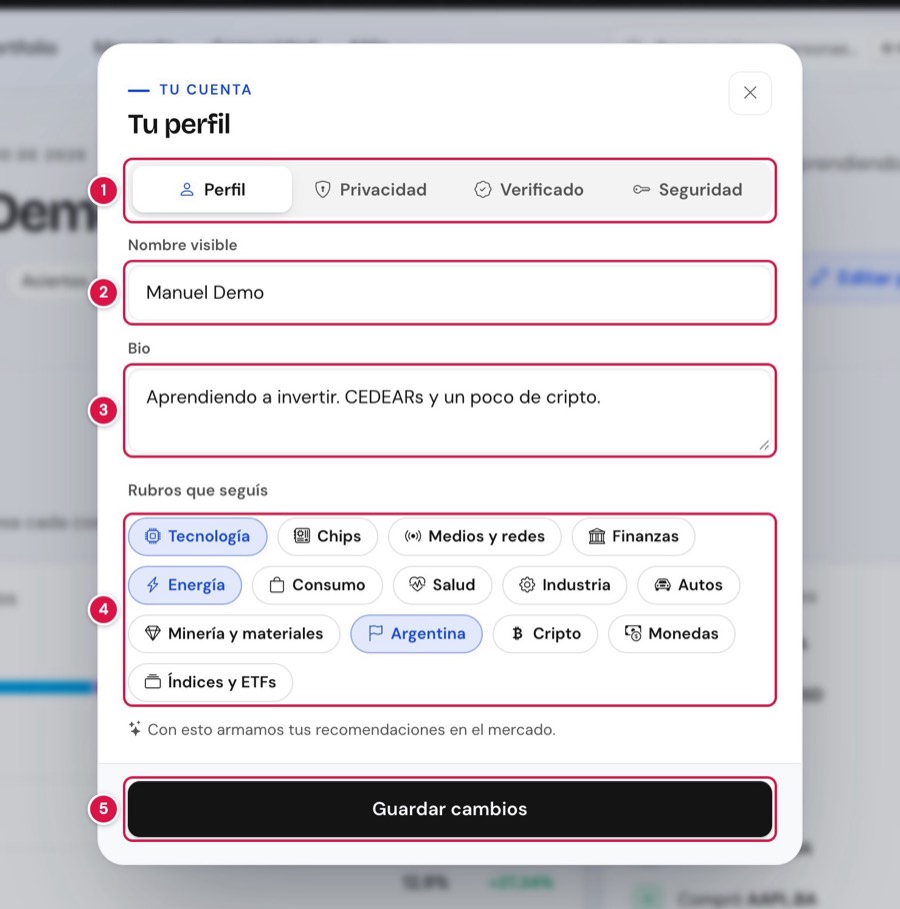 TU CUENTA
Tu perfil
1
Perfil Privacidad Verificado Seguridad
Nombre visible
2
Manuel Demo
Bio
3
Aprendiendo a invertir. CEDEARs y un poco de cripto.
Rubros que seguís
Tecnología Chips Medios y redes Finanzas
Energía Consumo Salud Industria Autos
4
Minería y materiales Argentina Cripto Monedas
Índices y ETFs
Con esto armamos tus recomendaciones en el mercado.
5
Guardar cambios